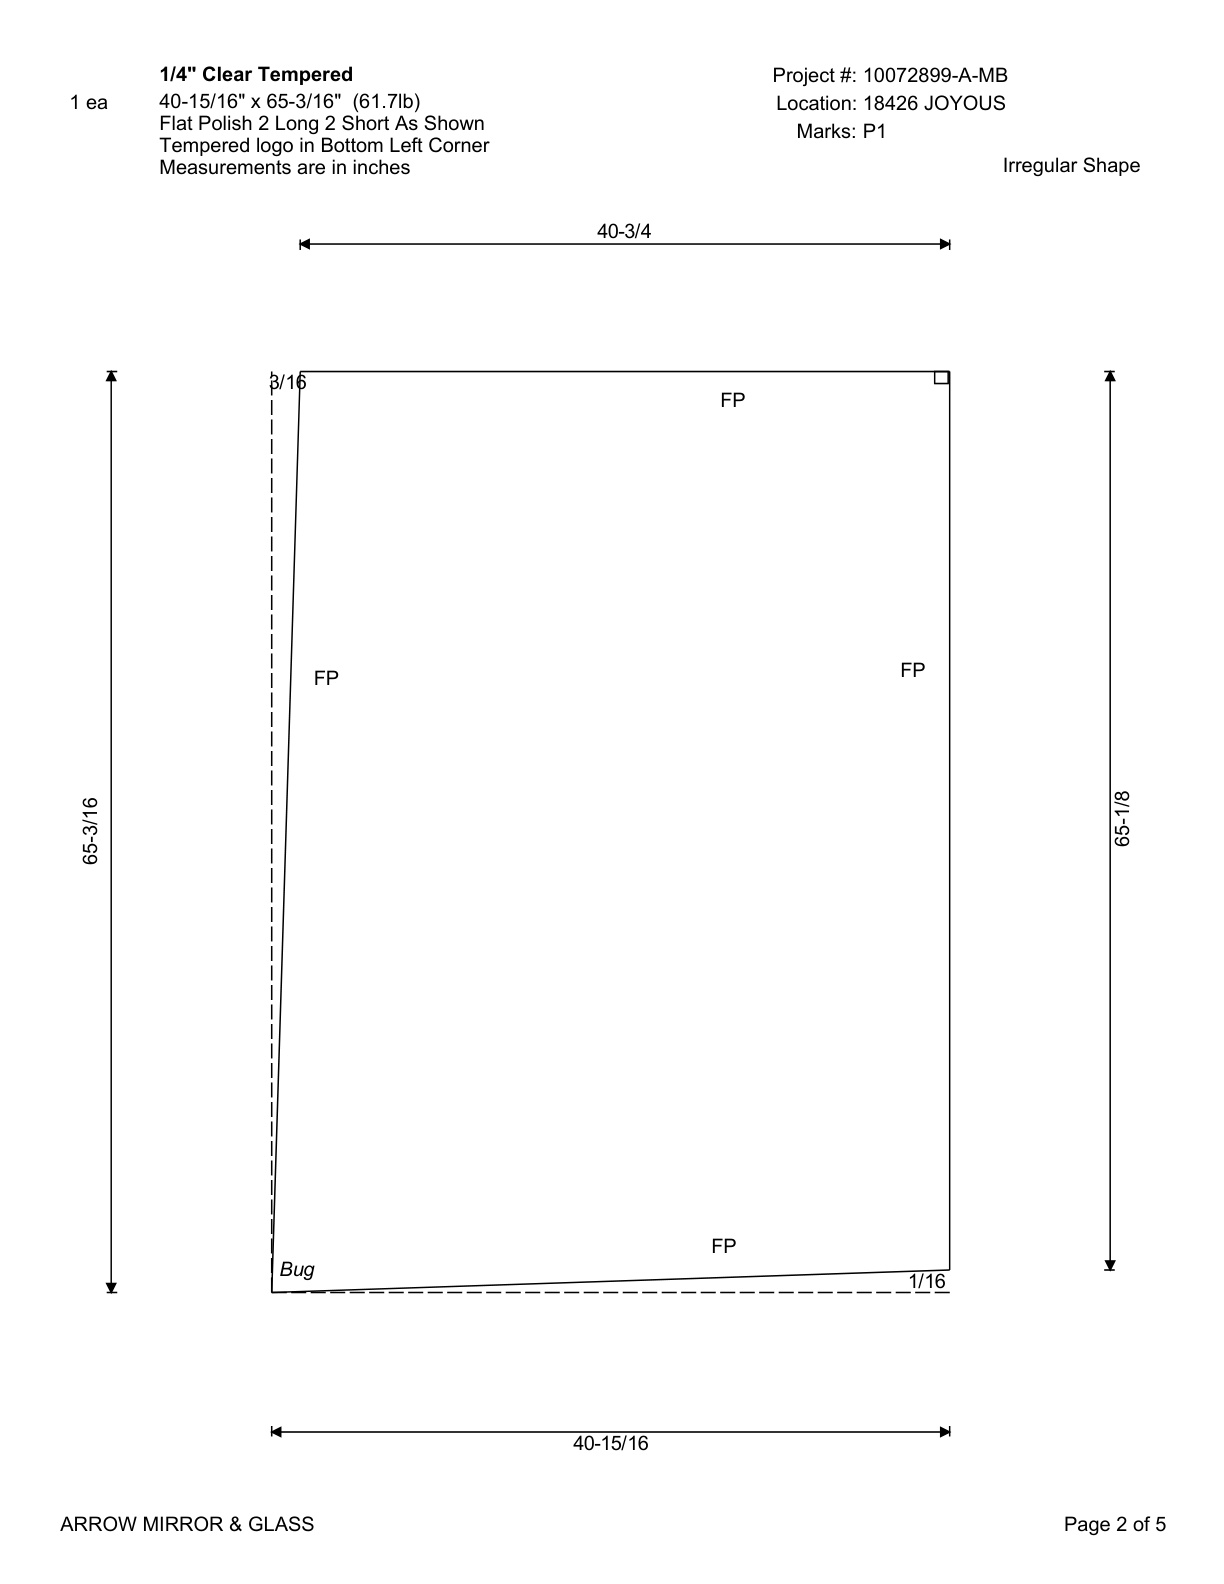 1/4" Clear Tempered
Project #: 10072899-A-MB
1 ea
40-15/16" x 65-3/16"  (61.7lb)
Location: 18426 JOYOUS
Flat Polish 2 Long 2 Short As Shown
Marks: P1
Tempered logo in Bottom Left Corner
Measurements are in inches
Irregular Shape
40-3/4
3/16
FP
FP
FP
65-3/16
65-1/8
FP
Bug
1/16
40-15/16
ARROW MIRROR & GLASS
Page 2 of 5